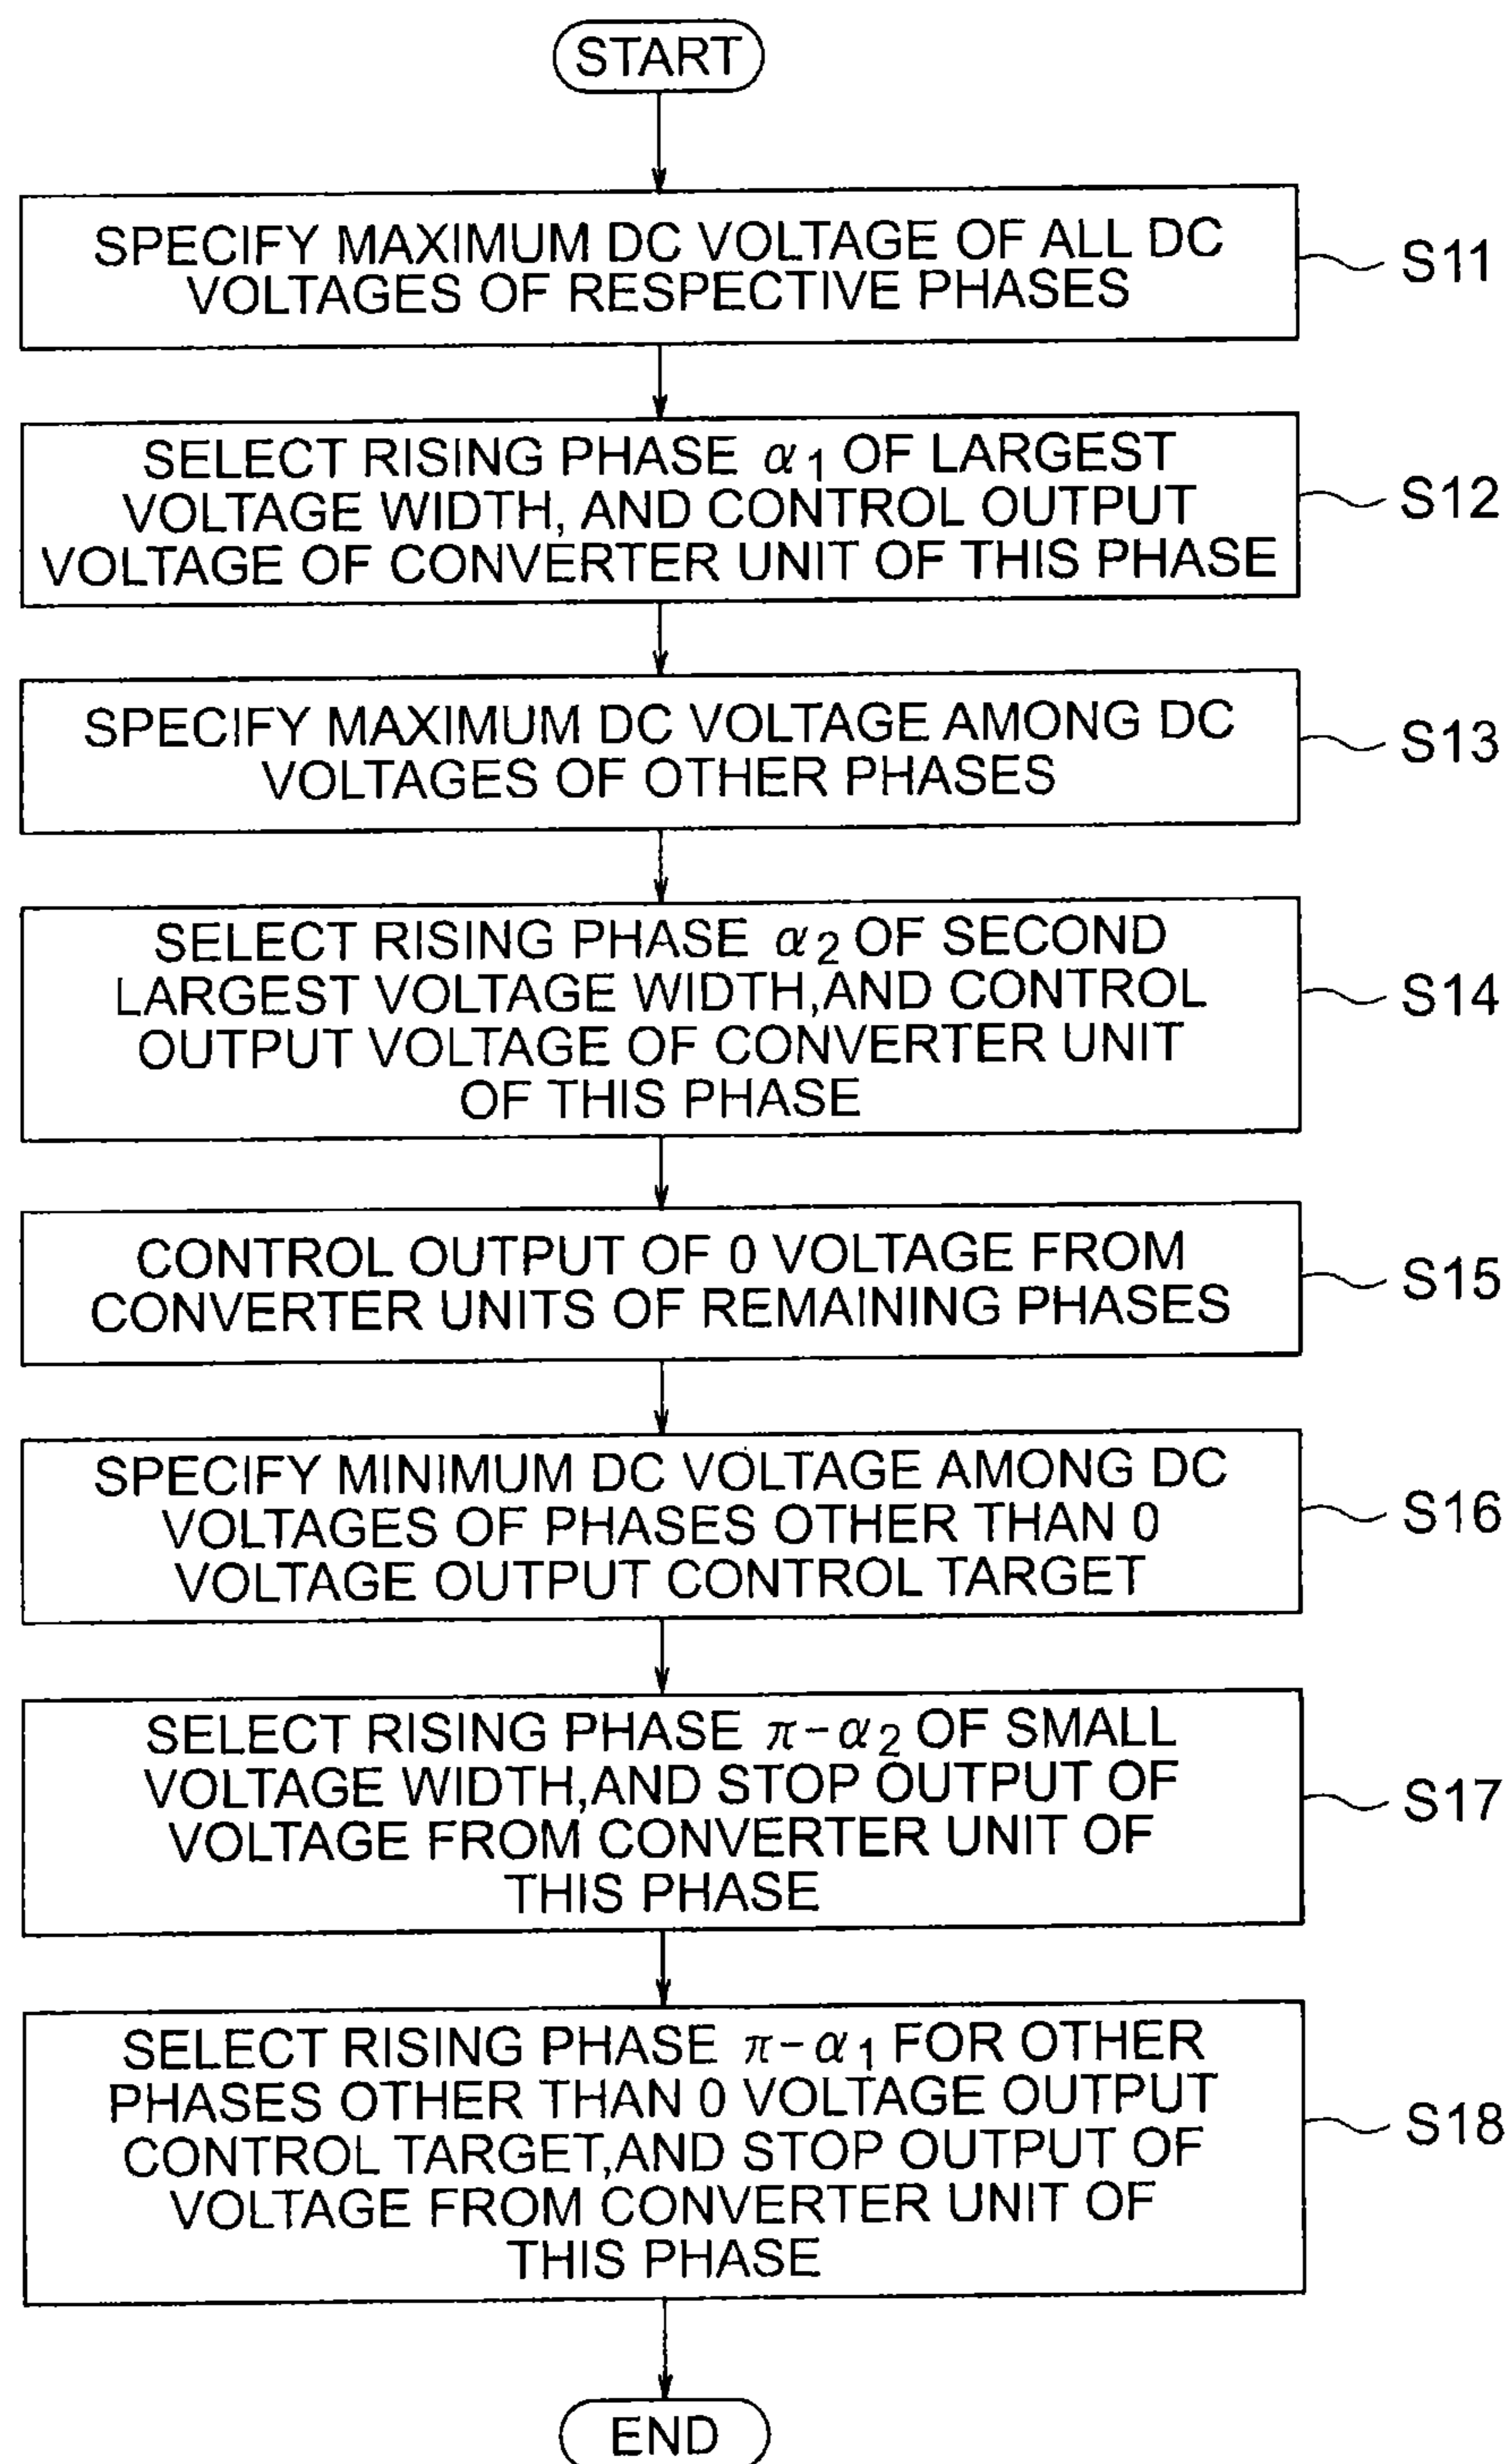 START
SPECIFY MAXIMUM DC VOLTAGE OF ALL DC
VOLTAGES OF RESPECTIVE PHASES
S11
SELECT RISING PHASE α1 OF LARGEST
VOLTAGE WIDTH, AND CONTROL OUTPUT
VOLTAGE OF CONVERTER UNIT OF THIS PHASE
S12
SPECIFY MAXIMUM DC VOLTAGE AMONG DC
VOLTAGES OF OTHER PHASES
S13
SELECT RISING PHASE α2 OF SECOND
LARGEST VOLTAGE WIDTH,AND CONTROL
OUTPUT VOLTAGE OF CONVERTER UNIT
OF THIS PHASE
S14
CONTROL OUTPUT OF 0 VOLTAGE FROM
CONVERTER UNITS OF REMAINING PHASES
S15
SPECIFY MINIMUM DC VOLTAGE AMONG DC
VOLTAGES OF PHASES OTHER THAN 0
VOLTAGE OUTPUT CONTROL TARGET
S16
SELECT RISING PHASE π-α2 OF SMALL
VOLTAGE WIDTH,AND STOP OUTPUT OF
VOLTAGE FROM CONVERTER UNIT OF
THIS PHASE
S17
SELECT RISING PHASE π-α1 FOR OTHER
PHASES OTHER THAN 0 VOLTAGE OUTPUT
CONTROL TARGET,AND STOP OUTPUT OF
VOLTAGE FROM CONVERTER UNIT OF
THIS PHASE
S18
END